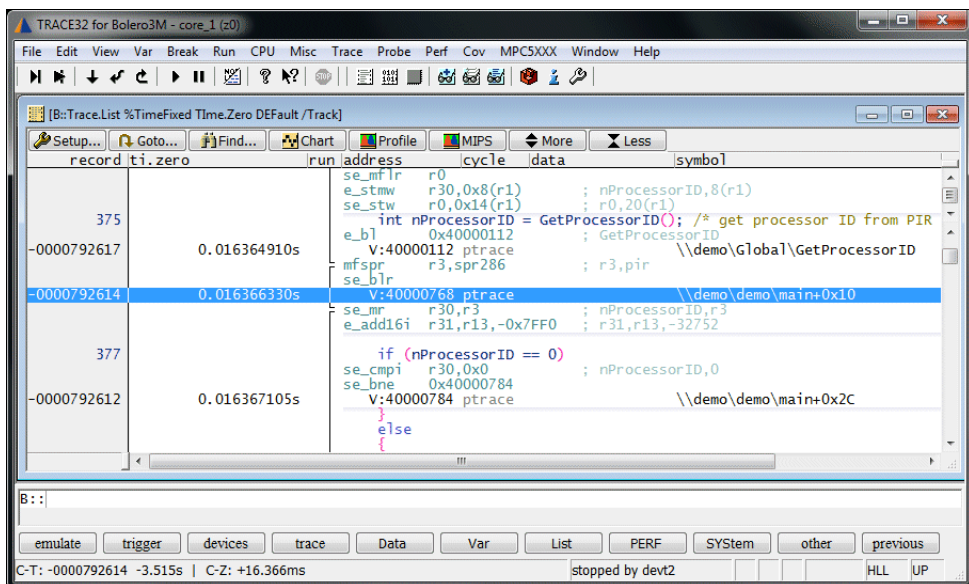 TRACE32 for Bolero3M - core_1 (z0)
File Edit View Var Break Run CPU Misc Trace Probe Perf Cov MPC5XXX Window Help
[B::Trace.List %TimeFixed TIme.Zero DEFault /Track]
Setup... Goto... Find... Chart Profile MIPS More Less
record ti.zero run address cycle data symbol
se_mflr r0
e_stmw r30,0x8(r1) ; nProcessorID,8(r1)
se_stw r0,0x14(r1) ; r0,20(r1)
375 int nProcessorID = GetProcessorID(); /* get processor ID from PIR
e_bl 0x40000112 ; GetProcessorID
-0000792617 0.016364910s V:40000112 ptrace \\demo\Global\GetProcessorID
mfspr r3,spr286 ; r3,pir
se_blr
-0000792614 0.016366330s V:40000768 ptrace \\demo\demo\main+0x10
se_mr r30,r3 ; nProcessorID,r3
e_add16i r31,r13,-0x7FF0 ; r31,r13,-32752
377 if (nProcessorID == 0)
se_cmpi r30,0x0 ; nProcessorID,0
se_bne 0x40000784
-0000792612 0.016367105s V:40000784 ptrace \\demo\demo\main+0x2C
}
else
{
B::
emulate trigger devices trace Data Var List PERF SYStem other previous
C-T: -0000792614 -3.515s | C-Z: +16.366ms stopped by devt2 HLL UP